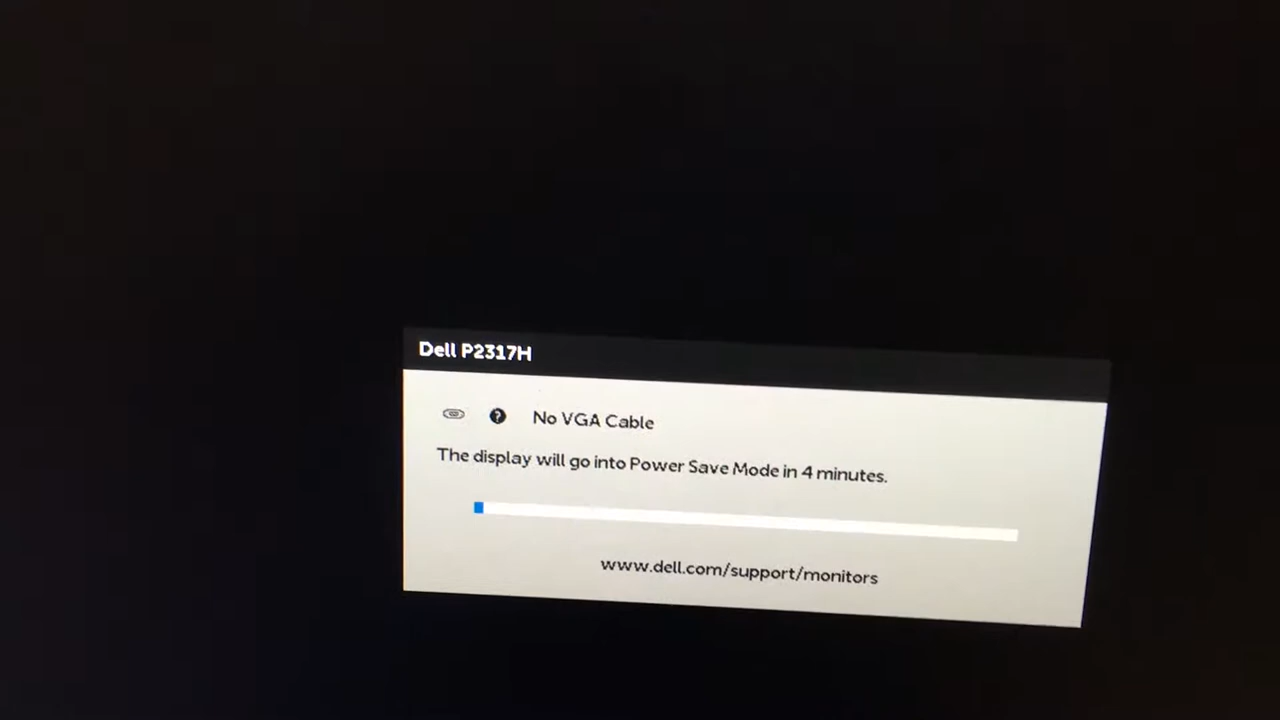 Dell P2317H
No VGA Cable
The display will go into Power Save Mode in 4 minutes.
www.dell.com/support/monitors